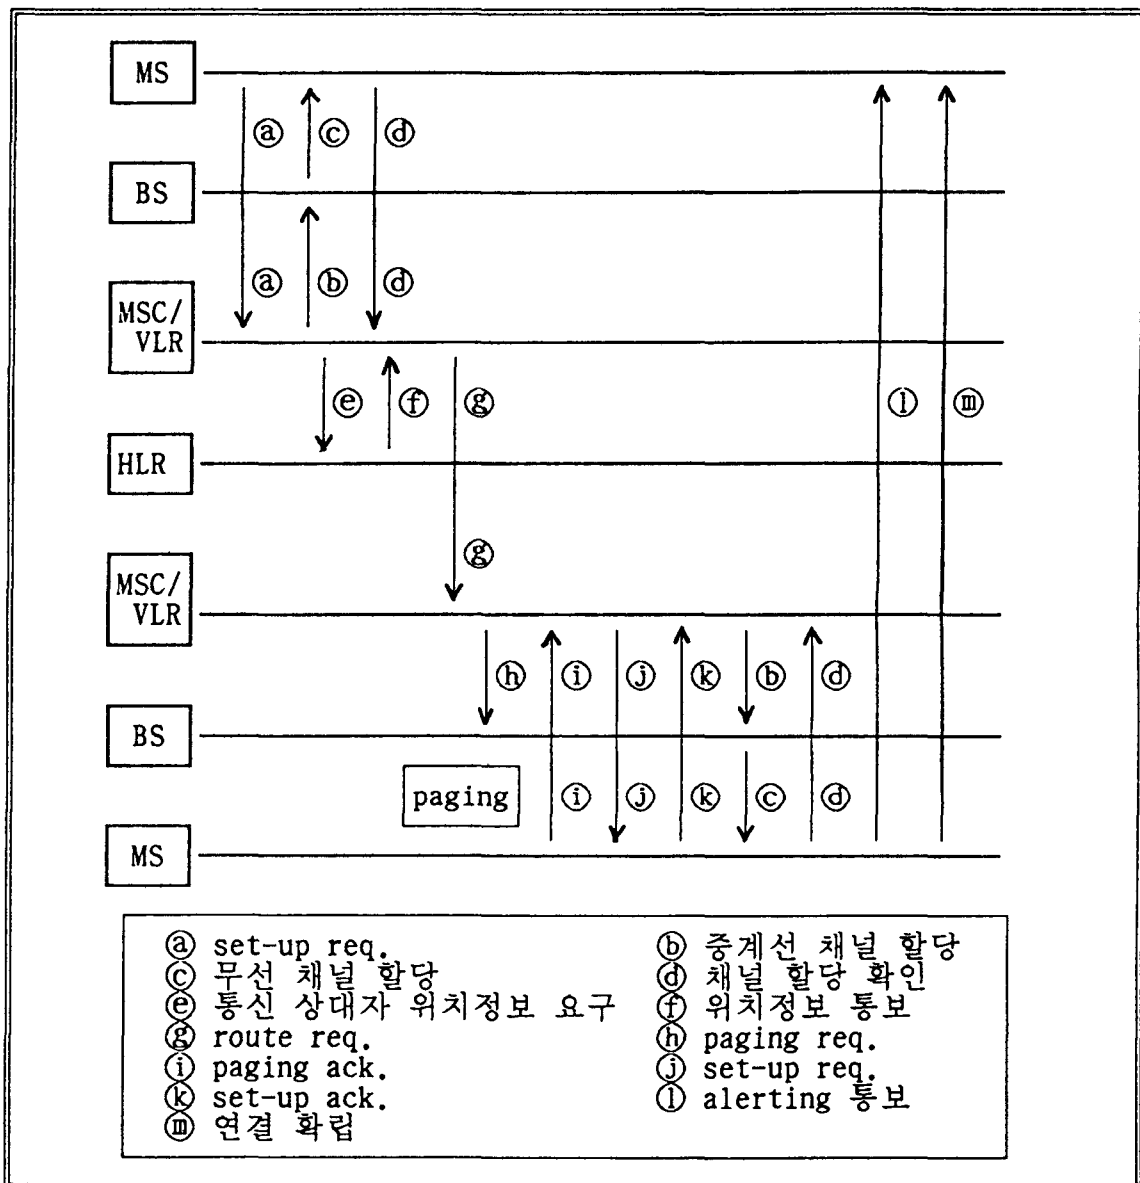 MS
ⓐ ⓒ ⓓ
BS
ⓐ ⓑ ⓓ
MSC/
VLR
ⓔ ⓕ ⓖ ⓛ ⓜ
HLR
ⓖ
MSC/
VLR
ⓗ ⓘ ⓙ ⓚ ⓑ ⓓ
BS
paging ⓘ ⓙ ⓚ ⓒ ⓓ
MS
ⓐ set-up req. ⓑ 중계선 채널 할당
ⓒ 무선 채널 할당 ⓓ 채널 할당 확인
ⓔ 통신 상대자 위치정보 요구 ⓕ 위치정보 통보
ⓖ route req. ⓗ paging req.
ⓘ paging ack. ⓙ set-up req.
ⓚ set-up ack. ⓛ alerting 통보
ⓜ 연결 확립